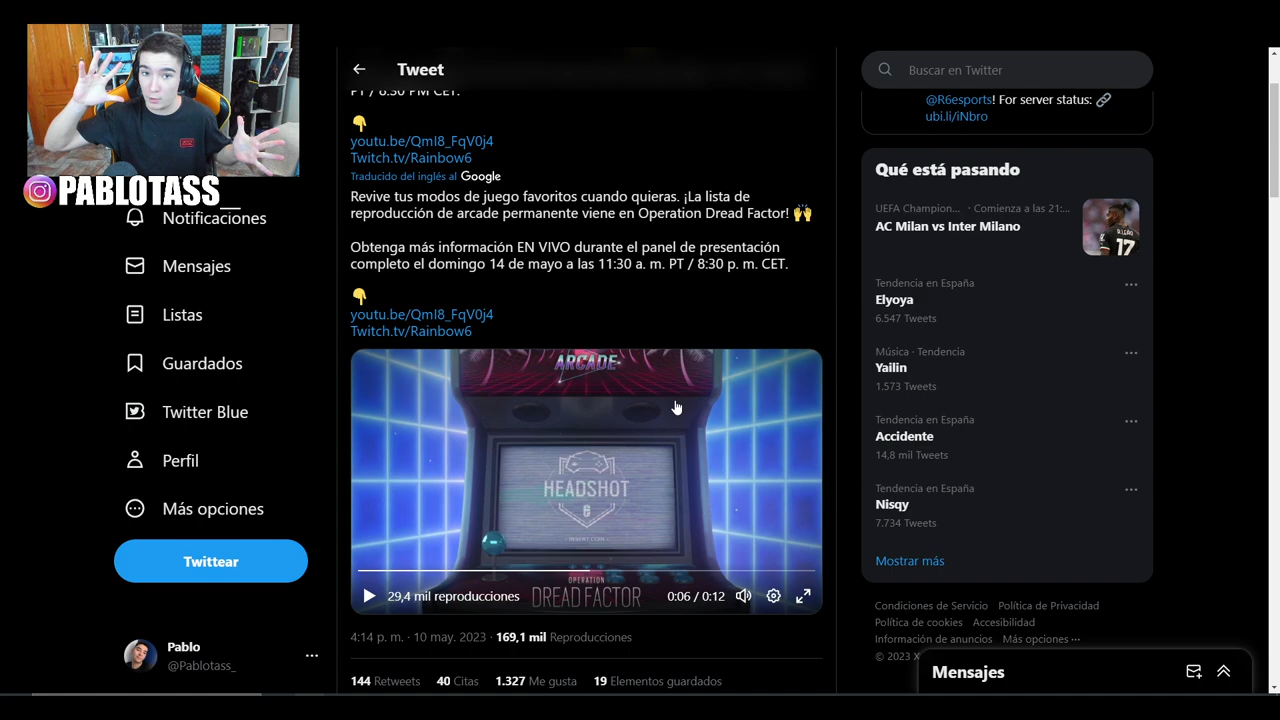 PABLOTASS_
Notificaciones
Mensajes
Listas
Guardados
Twitter Blue
Perfil
Más opciones
Twittear
Pablo
@Pablotass_
Tweet
PT / 8:30 PM CET.
👇
youtu.be/QmI8_FqV0j4
Twitch.tv/Rainbow6
Traducido del inglés al Google
Revive tus modos de juego favoritos cuando quieras. ¡La lista de
reproducción de arcade permanente viene en Operation Dread Factor! 🙌
Obtenga más información EN VIVO durante el panel de presentación
completo el domingo 14 de mayo a las 11:30 a. m. PT / 8:30 p. m. CET.
👇
youtu.be/QmI8_FqV0j4
Twitch.tv/Rainbow6
ARCADE
HEADSHOT
6
- INSERT COIN -
OPERATION
DREAD FACTOR
29,4 mil reproducciones
0:06 / 0:12
4:14 p. m. · 10 may. 2023 · 169,1 mil Reproducciones
144 Retweets 40 Citas 1.327 Me gusta 19 Elementos guardados
Buscar en Twitter
@R6esports! For server status: 🔗
ubi.li/iNbro
Qué está pasando
UEFA Champion... · Comienza a las 21:...
AC Milan vs Inter Milano
17
Tendencia en España
Elyoya
6.547 Tweets
Música · Tendencia
Yailin
1.573 Tweets
Tendencia en España
Accidente
14,8 mil Tweets
Tendencia en España
Nisqy
7.734 Tweets
Mostrar más
Condiciones de Servicio Política de Privacidad
Política de cookies Accesibilidad
Información de anuncios Más opciones ···
© 2023 X
Mensajes